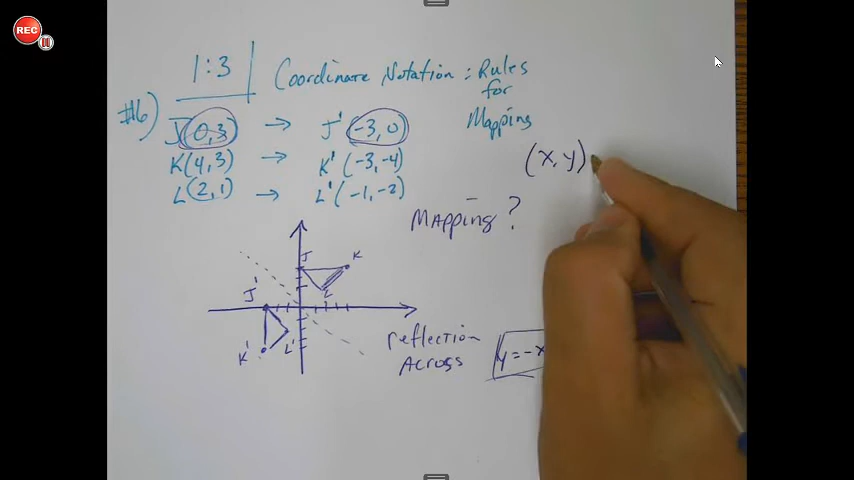 REC
1:3
Coordinate Notation : Rules
for
Mapping
#6)
J(0,3) → J'(-3,0)
K(4,3) → K'(-3,-4)
L(2,1) → L'(-1,-2)
(x,y)
Mapping?
J
K
L
J'
K'
L'
reflection
Across
y=-x